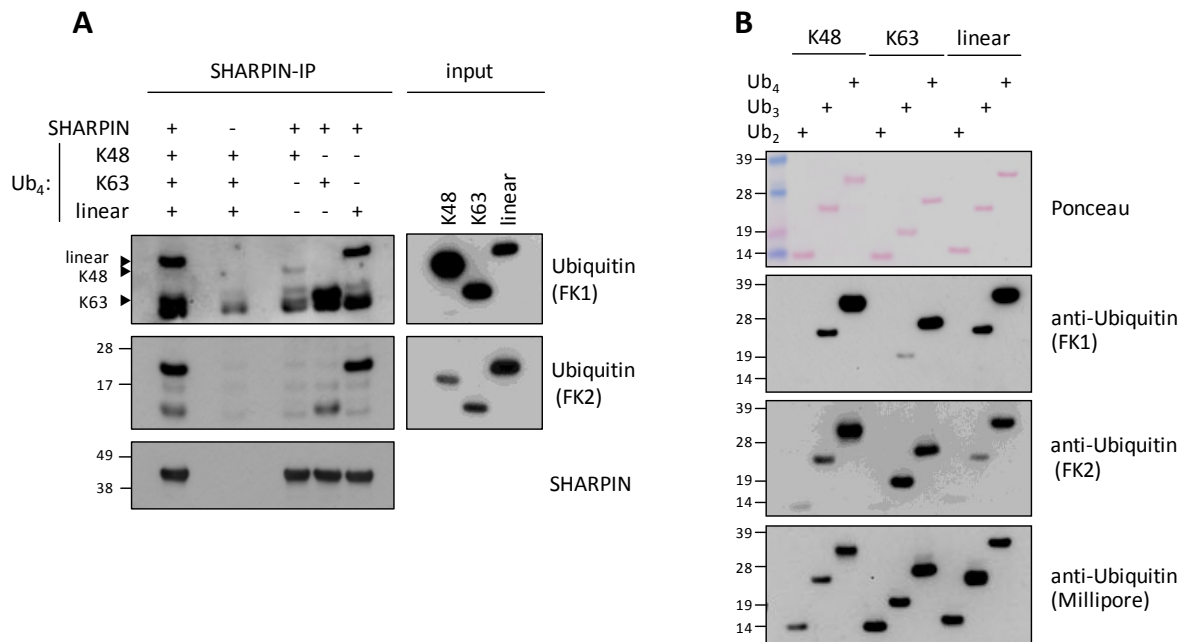 A
SHARPIN-IP
input
SHARPIN + - + + +
K48 + + + - -
Ub4: K63 + + - + -
linear + + - - +
K48
K63
linear
linear
K48
K63
Ubiquitin
(FK1)
28
17
Ubiquitin
(FK2)
49
38
SHARPIN
B
K48 K63 linear
Ub4 + + +
Ub3 + + +
Ub2 + + +
39
28
19
14
Ponceau
39
28
19
14
anti-Ubiquitin
(FK1)
39
28
19
14
anti-Ubiquitin
(FK2)
39
28
19
14
anti-Ubiquitin
(Millipore)